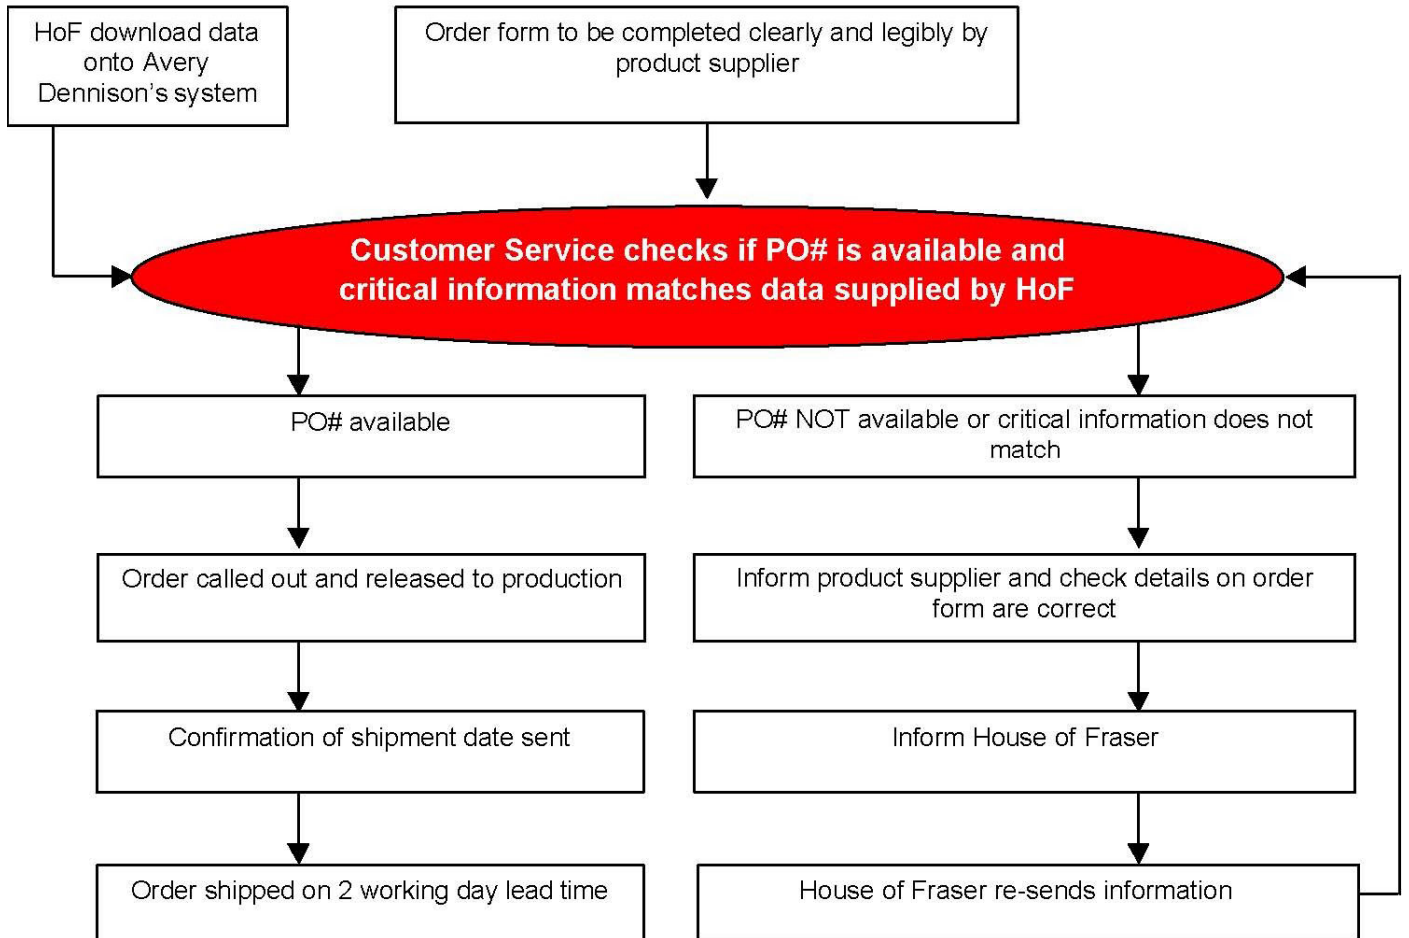 HoF download data
onto Avery
Dennison's system
Order form to be completed clearly and legibly by
product supplier
Customer Service checks if PO# is available and
critical information matches data supplied by HoF
PO# available
PO# NOT available or critical information does not
match
Order called out and released to production
Inform product supplier and check details on order
form are correct
Confirmation of shipment date sent
Inform House of Fraser
Order shipped on 2 working day lead time
House of Fraser re-sends information